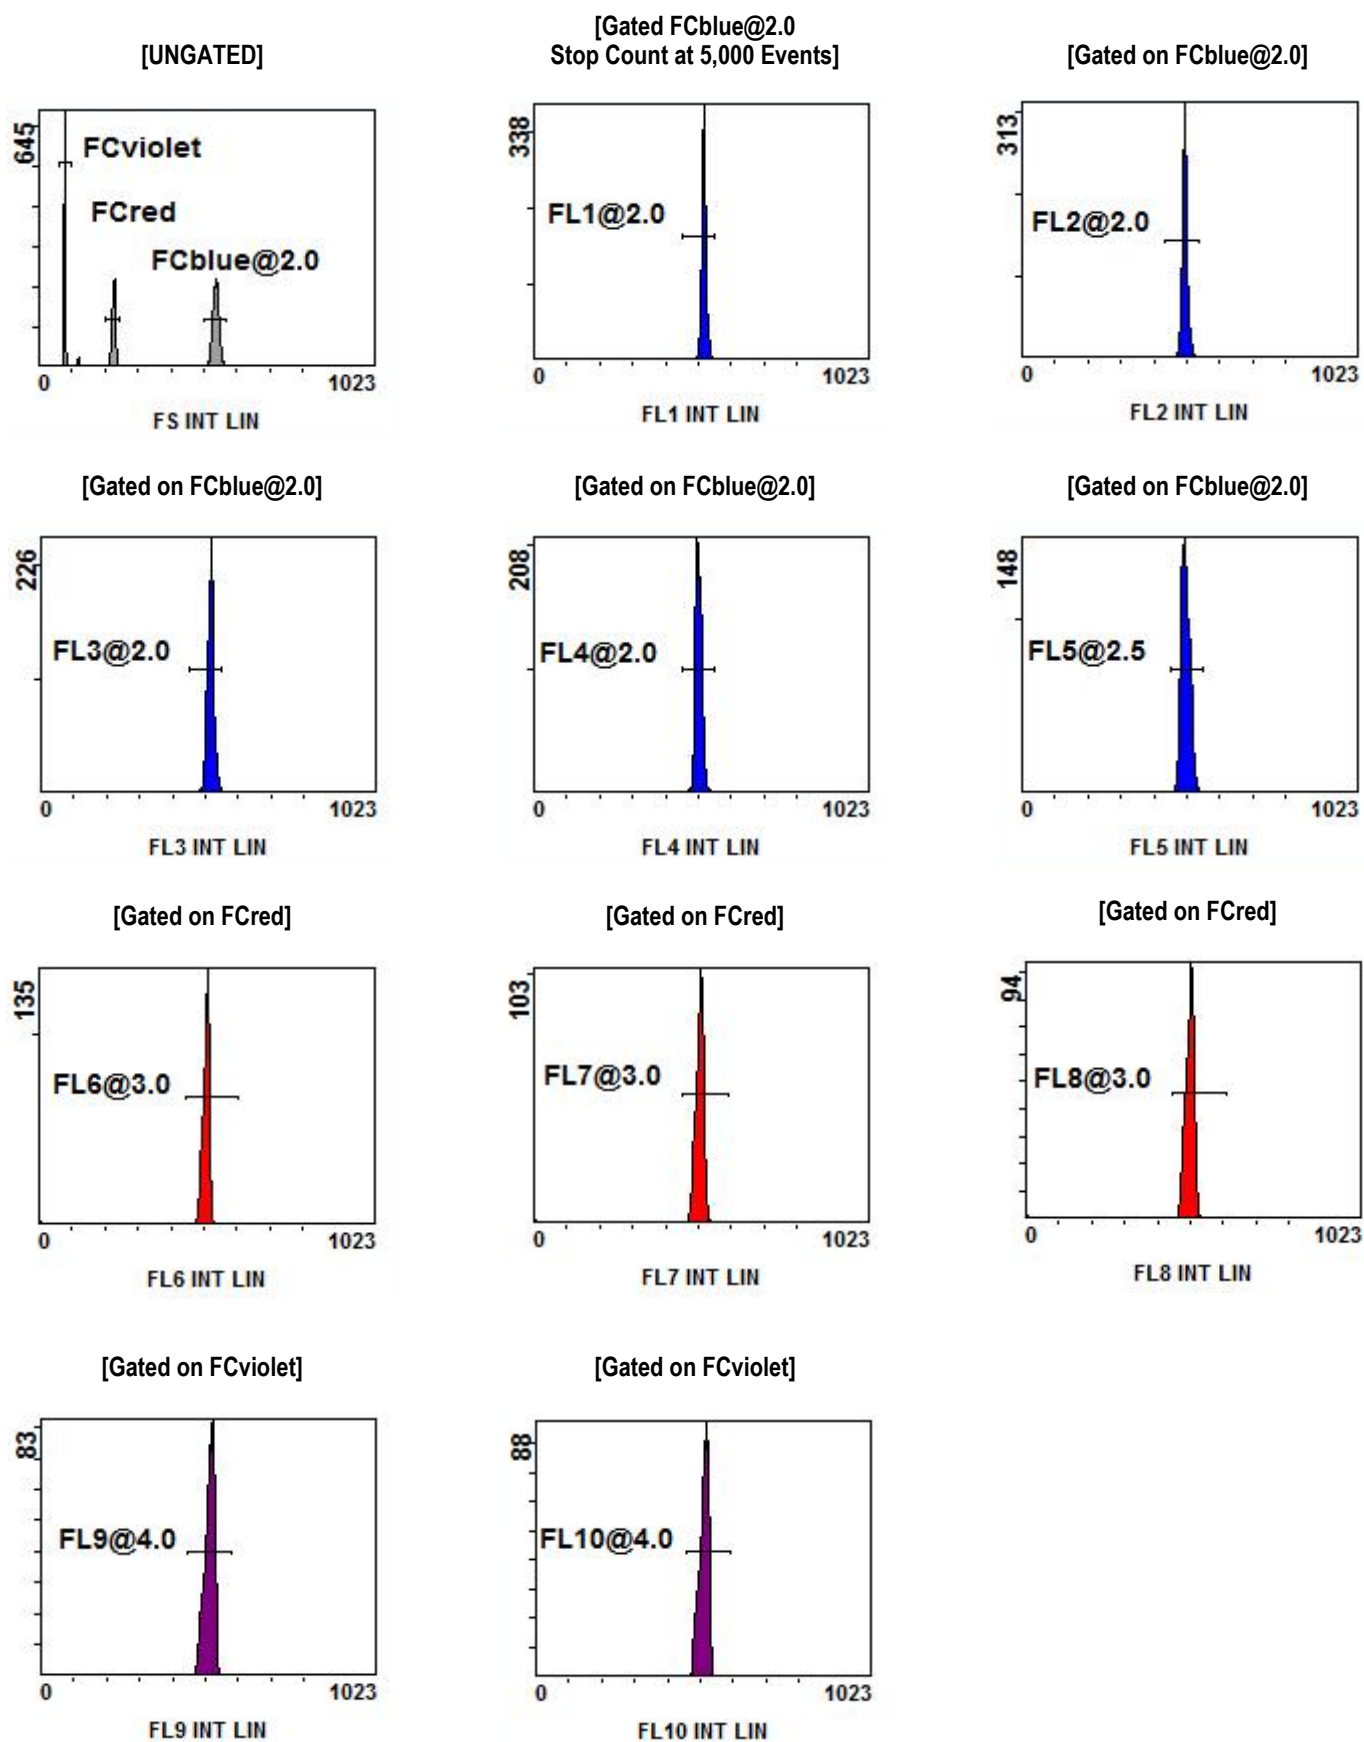 [UNGATED]
[Gated FCblue@2.0
Stop Count at 5,000 Events]
[Gated on FCblue@2.0]
645
FCviolet
FCred
FCblue@2.0
0
1023
FS INT LIN
338
FL1@2.0
0
1023
FL1 INT LIN
313
FL2@2.0
0
1023
FL2 INT LIN
[Gated on FCblue@2.0]
[Gated on FCblue@2.0]
[Gated on FCblue@2.0]
226
FL3@2.0
0
1023
FL3 INT LIN
208
FL4@2.0
0
1023
FL4 INT LIN
148
FL5@2.5
0
1023
FL5 INT LIN
[Gated on FCred]
[Gated on FCred]
[Gated on FCred]
135
FL6@3.0
0
1023
FL6 INT LIN
103
FL7@3.0
0
1023
FL7 INT LIN
94
FL8@3.0
0
1023
FL8 INT LIN
[Gated on FCviolet]
[Gated on FCviolet]
83
FL9@4.0
0
1023
FL9 INT LIN
88
FL10@4.0
0
1023
FL10 INT LIN